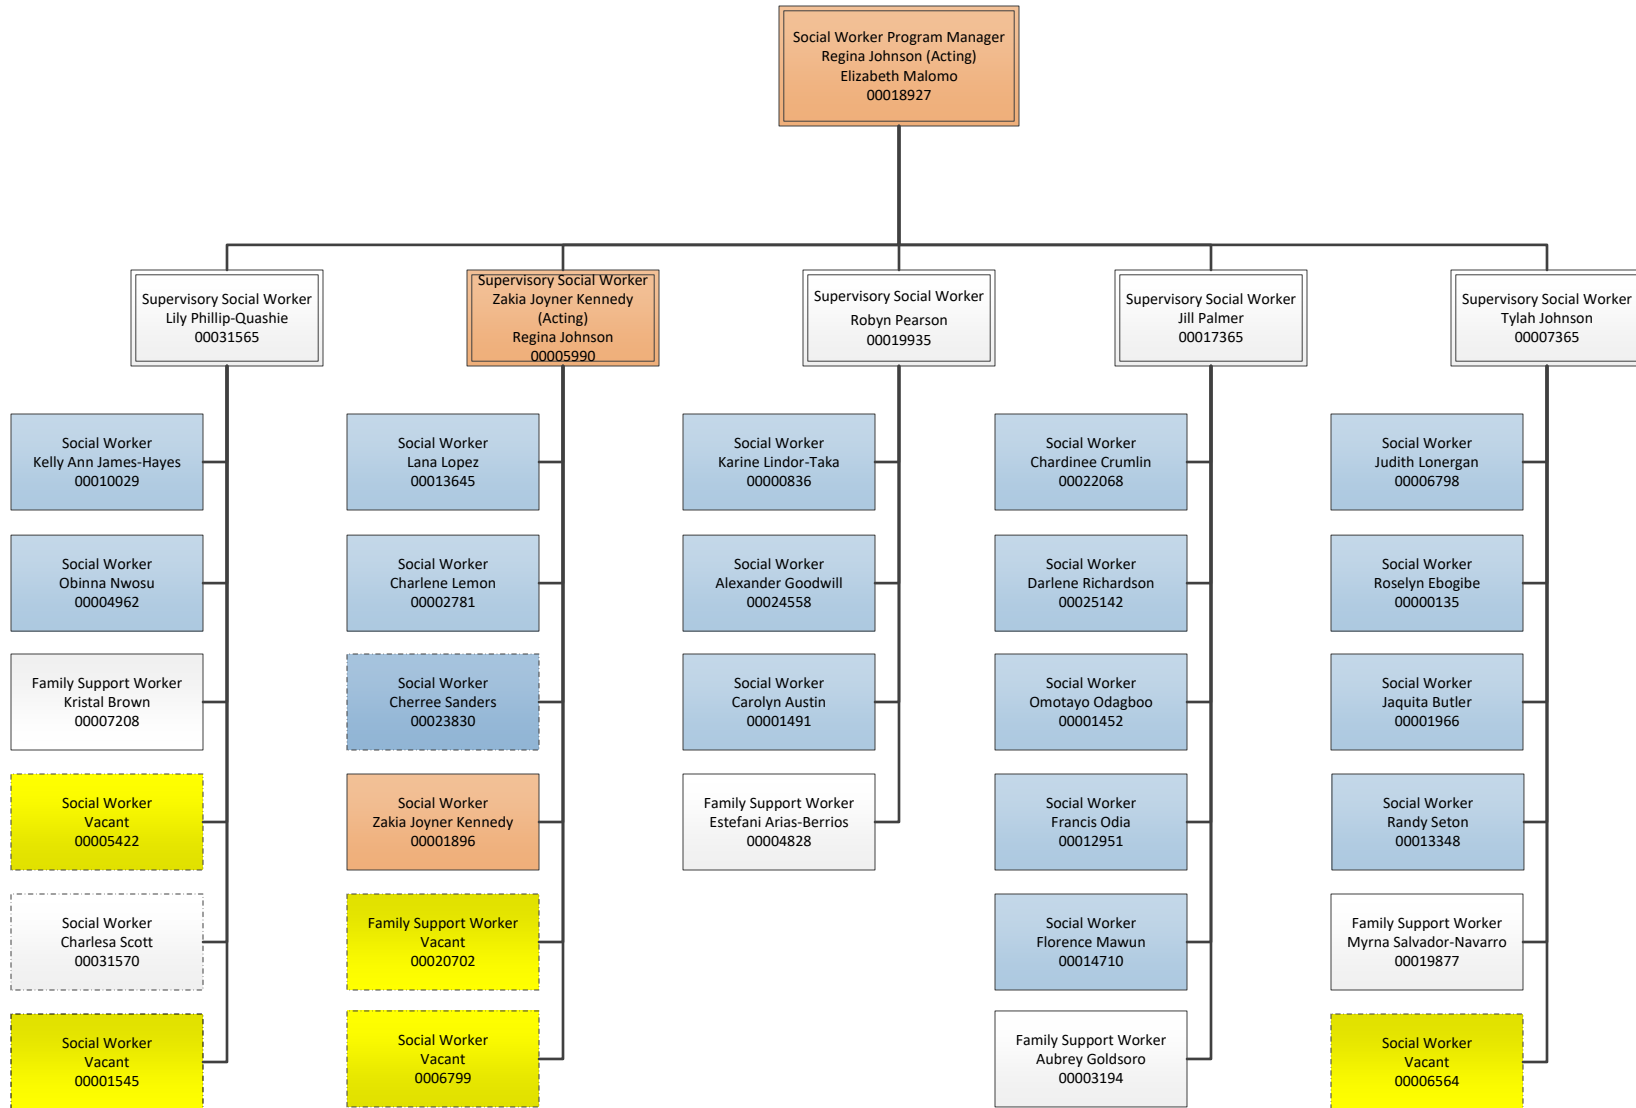 Social Worker Program Manager
Regina Johnson (Acting)
Elizabeth Malomo
00018927
Supervisory Social Worker
Lily Phillip-Quashie
00031565
Supervisory Social Worker
Zakia Joyner Kennedy
(Acting)
Regina Johnson
00005990
Supervisory Social Worker
Robyn Pearson
00019935
Supervisory Social Worker
Jill Palmer
00017365
Supervisory Social Worker
Tylah Johnson
00007365
Social Worker
Kelly Ann James-Hayes
00010029
Social Worker
Lana Lopez
00013645
Social Worker
Karine Lindor-Taka
00000836
Social Worker
Chardinee Crumlin
00022068
Social Worker
Judith Lonergan
00006798
Social Worker
Obinna Nwosu
00004962
Social Worker
Charlene Lemon
00002781
Social Worker
Alexander Goodwill
00024558
Social Worker
Darlene Richardson
00025142
Social Worker
Roselyn Ebogibe
00000135
Family Support Worker
Kristal Brown
00007208
Social Worker
Cherree Sanders
00023830
Social Worker
Carolyn Austin
00001491
Social Worker
Omotayo Odagboo
00001452
Social Worker
Jaquita Butler
00001966
Social Worker
Vacant
00005422
Social Worker
Zakia Joyner Kennedy
00001896
Family Support Worker
Estefani Arias-Berrios
00004828
Social Worker
Francis Odia
00012951
Social Worker
Randy Seton
00013348
Social Worker
Charlesa Scott
00031570
Family Support Worker
Vacant
00020702
Social Worker
Florence Mawun
00014710
Family Support Worker
Myrna Salvador-Navarro
00019877
Social Worker
Vacant
00001545
Social Worker
Vacant
0006799
Family Support Worker
Aubrey Goldsoro
00003194
Social Worker
Vacant
00006564